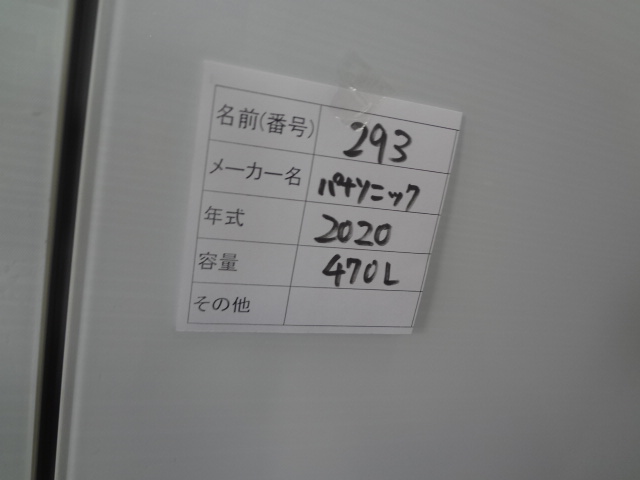 名前(番号) 293
メーカー名 パナソニック
年式 2020
容量 470L
その他